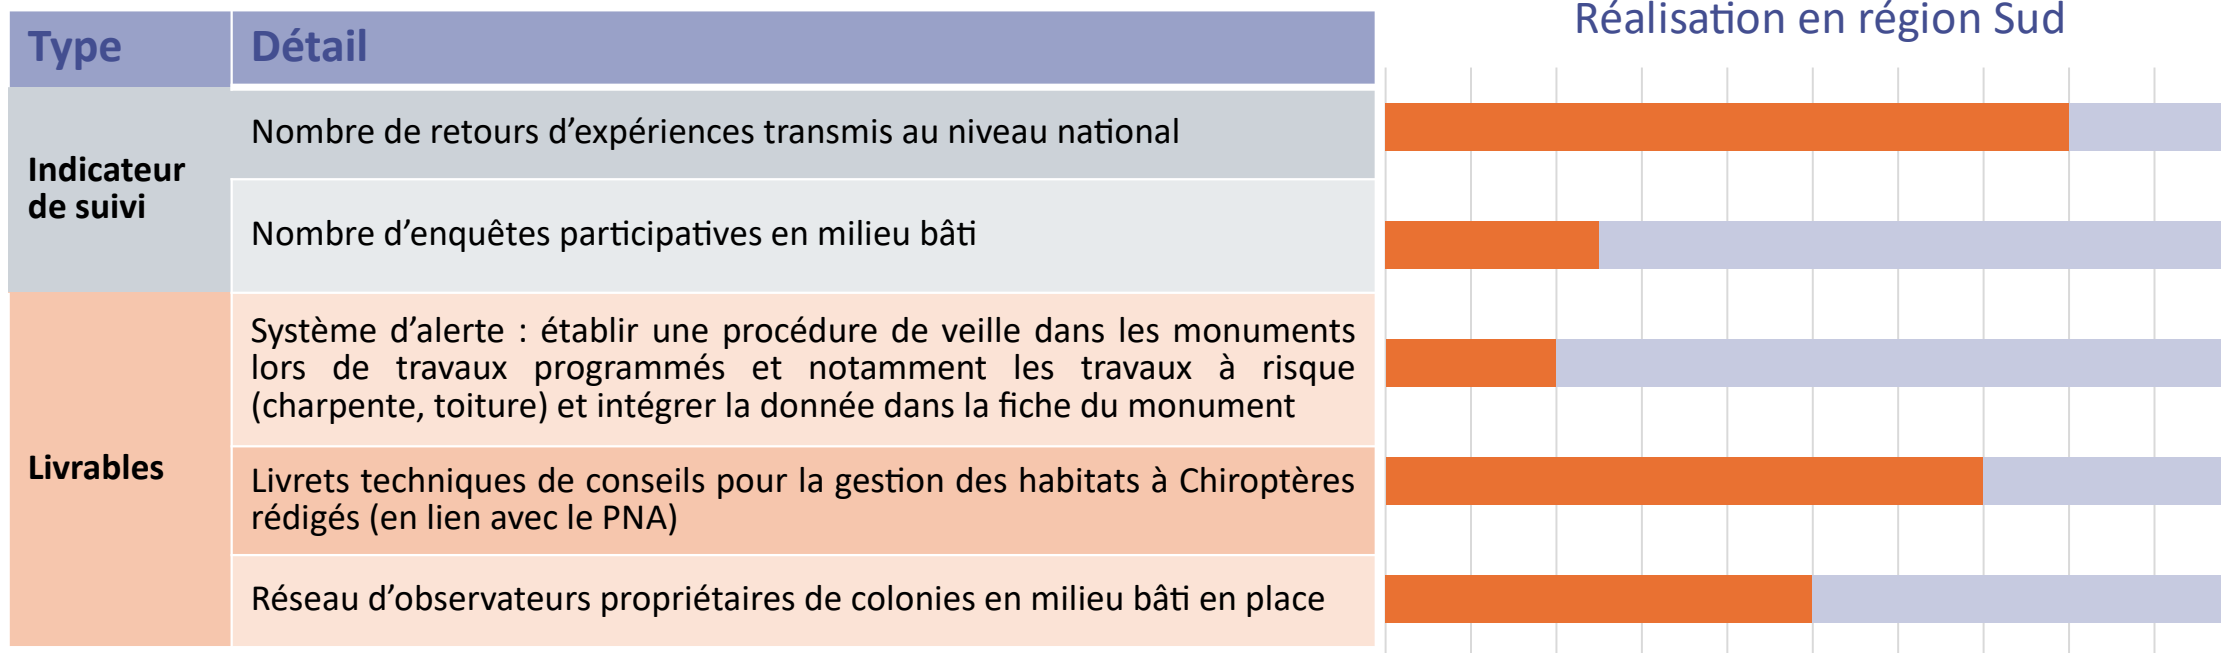 Réalisation en région Sud
Type
Détail
Indicateur
de suivi
Nombre de retours d’expériences transmis au niveau national
Nombre d’enquêtes participatives en milieu bâti
Livrables
Système d’alerte : établir une procédure de veille dans les monuments
lors de travaux programmés et notamment les travaux à risque
(charpente, toiture) et intégrer la donnée dans la fiche du monument
Livrets techniques de conseils pour la gestion des habitats à Chiroptères
rédigés (en lien avec le PNA)
Réseau d’observateurs propriétaires de colonies en milieu bâti en place